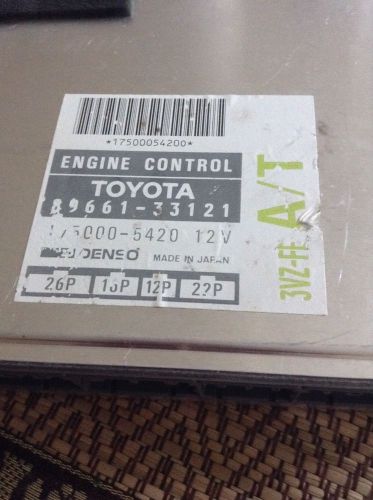 *17500054200*
ENGINE CONTROL
TOYOTA
89661-33121
175000-5420 12V
DENSO MADE IN JAPAN
26P 16P 12P 22P
3VZ-FE A/T